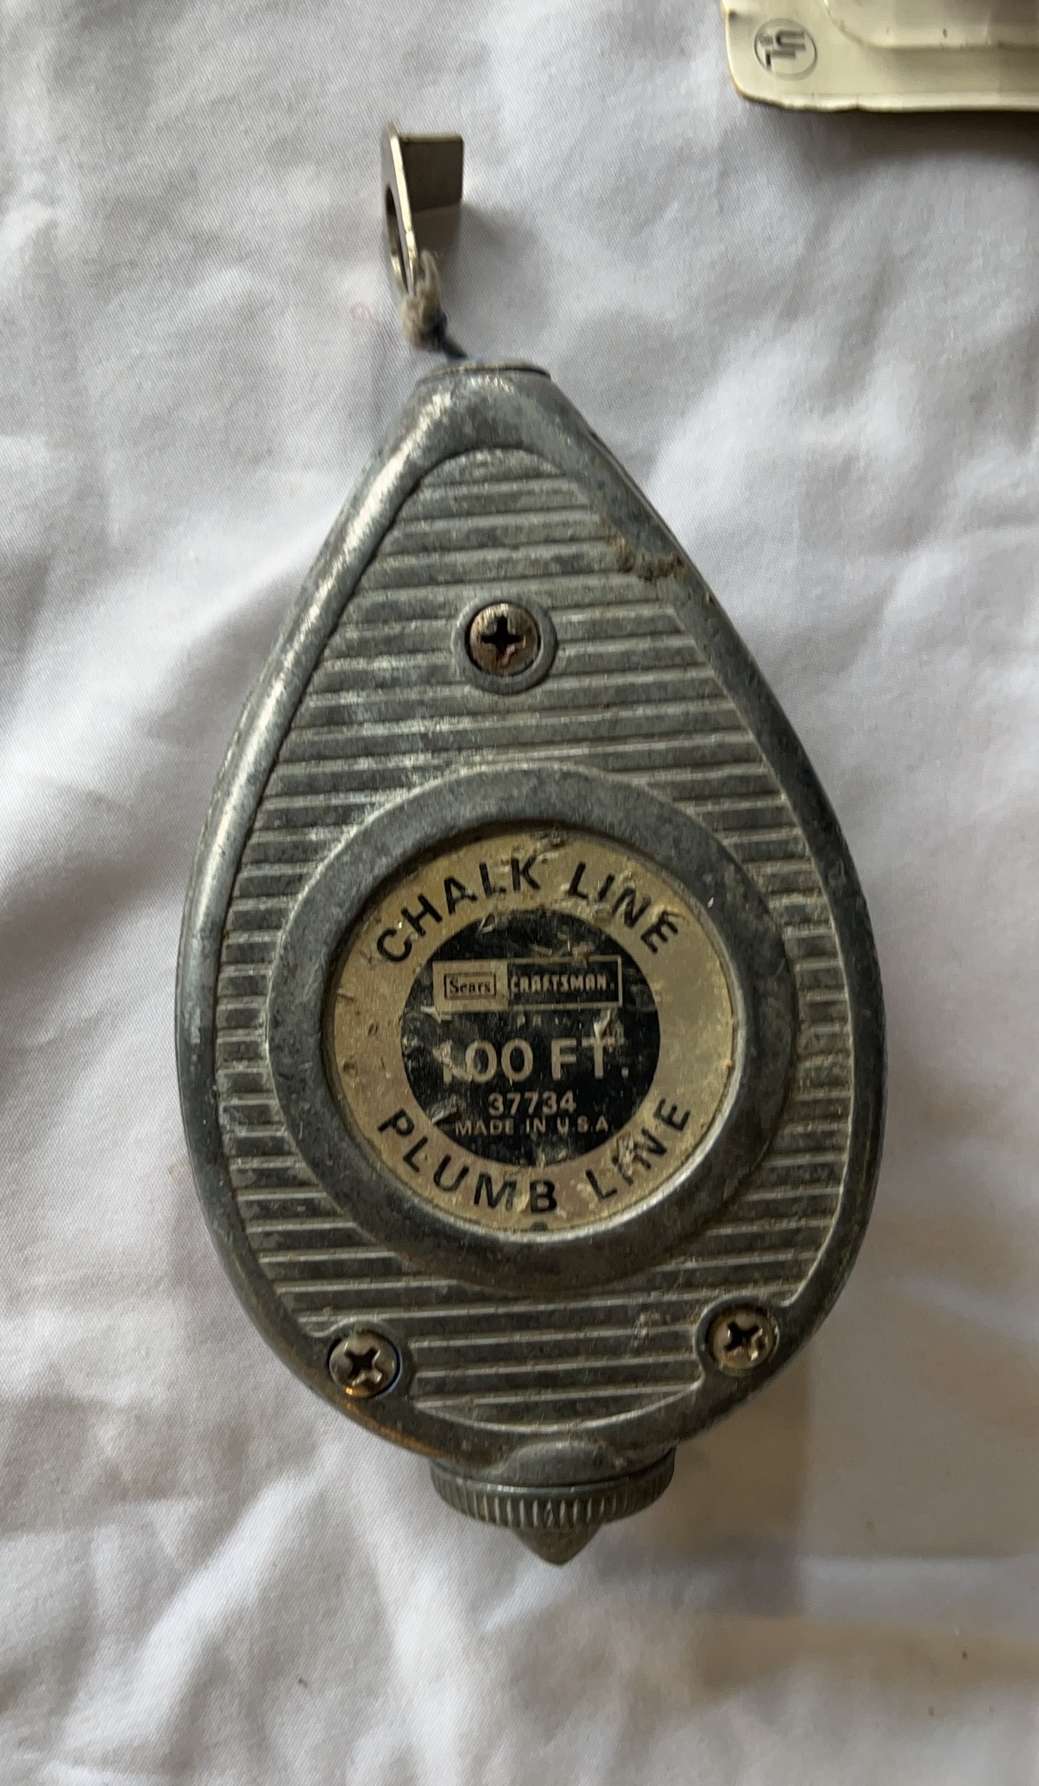 CHALK LINE
Sears CRAFTSMAN
100 FT.
37734
MADE IN U.S.A.
PLUMB LINE